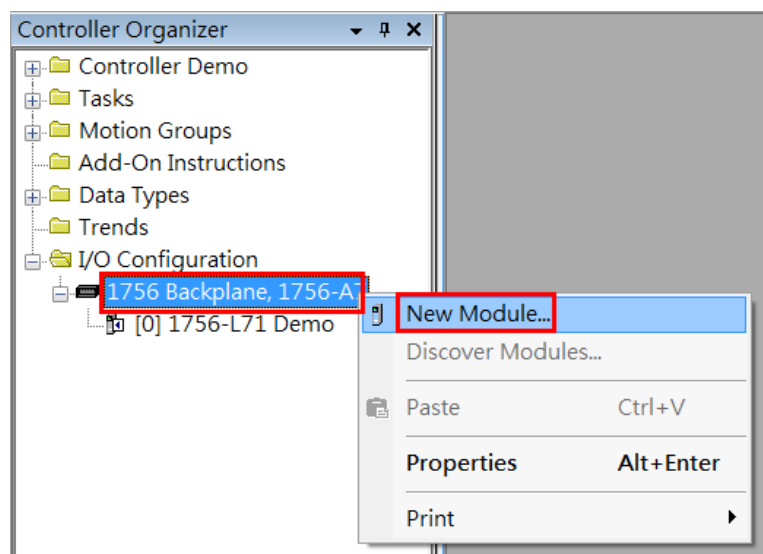 Controller Organizer
Controller Demo
Tasks
Motion Groups
Add-On Instructions
Data Types
Trends
I/O Configuration
1756 Backplane, 1756-A7
[0] 1756-L71 Demo
New Module...
Discover Modules...
Paste Ctrl+V
Properties Alt+Enter
Print